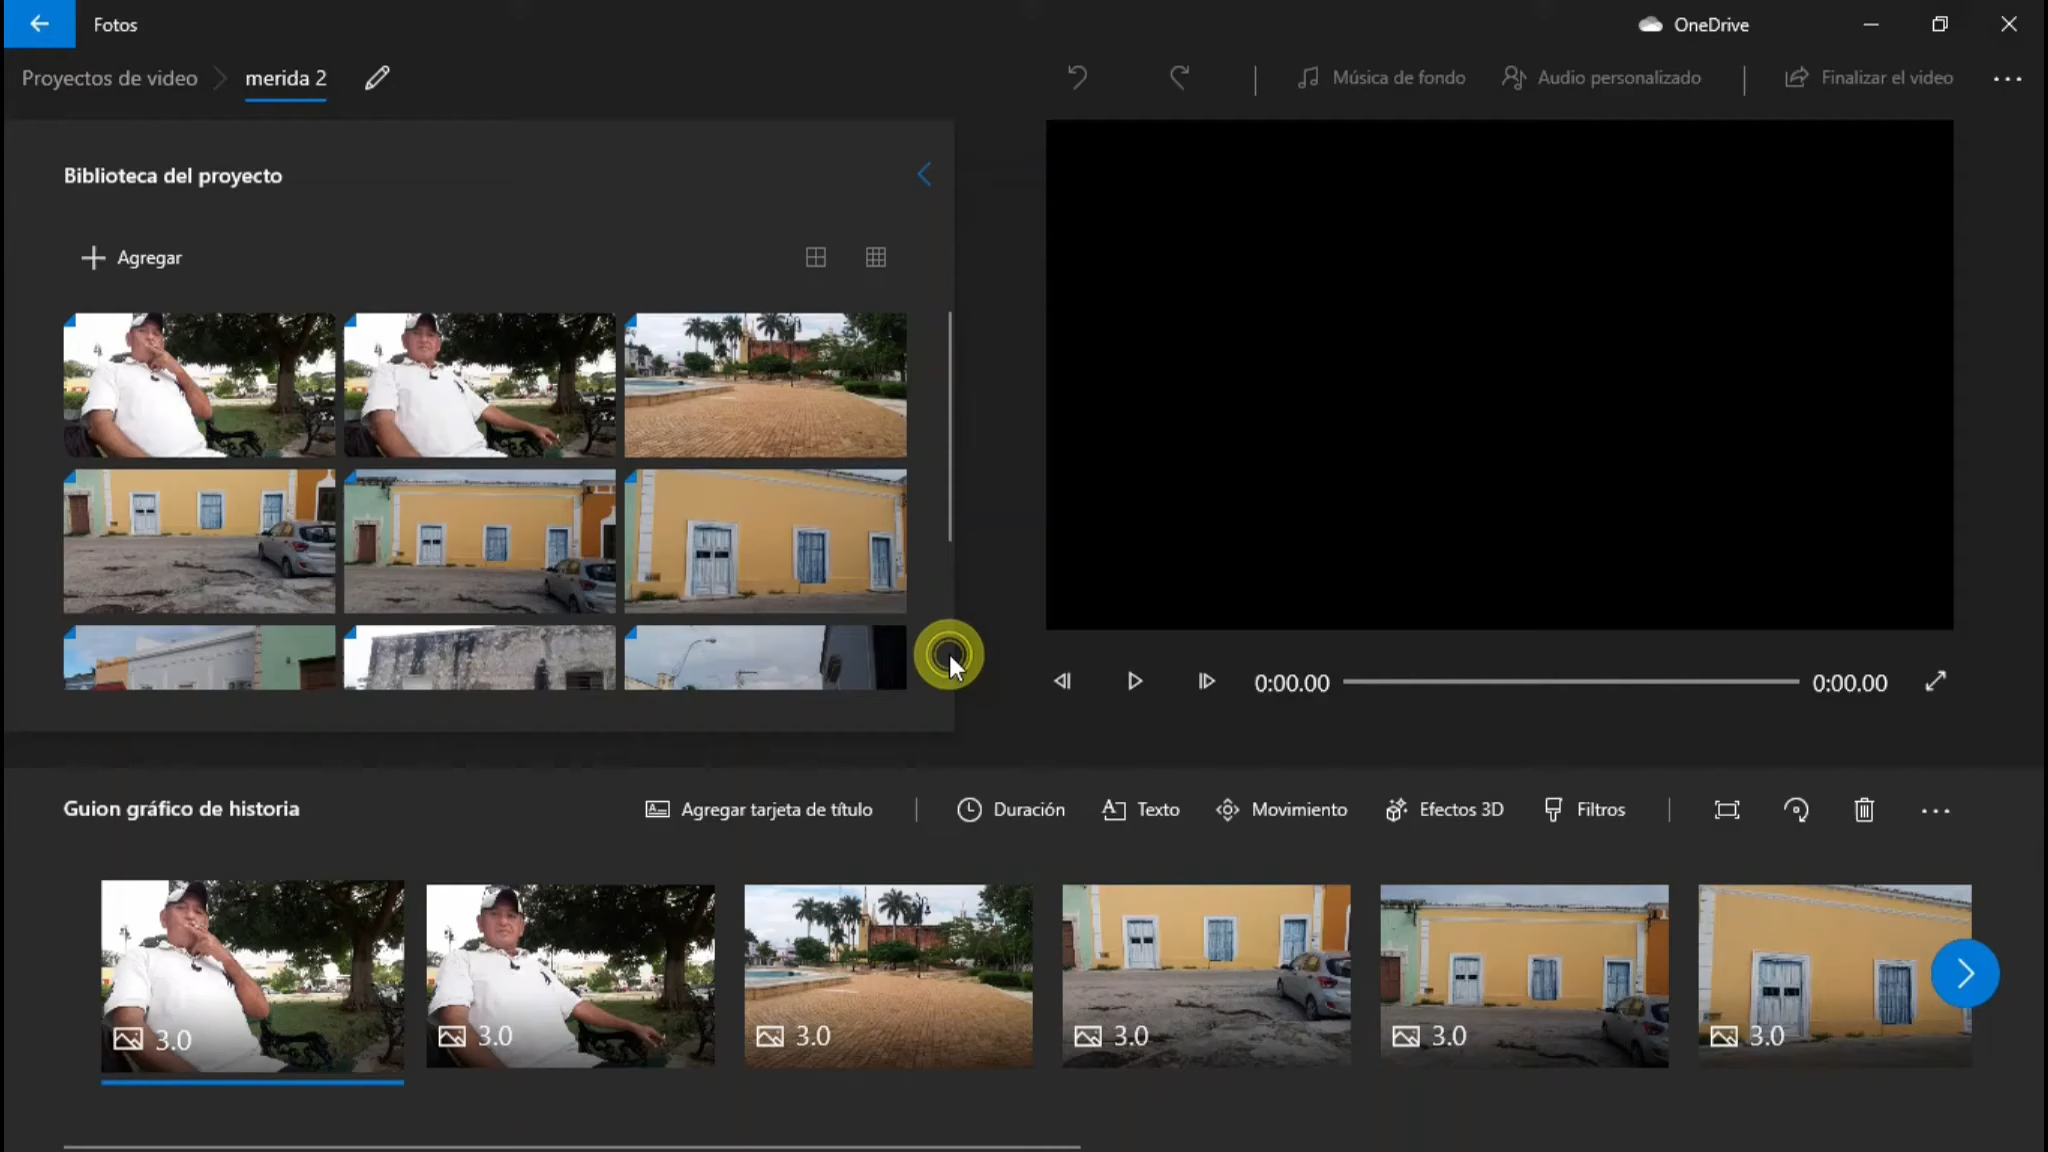 Fotos
OneDrive
Proyectos de video
merida 2
Música de fondo
Audio personalizado
Finalizar el video
Biblioteca del proyecto
Agregar
0:00.00
0:00.00
Guion gráfico de historia
Agregar tarjeta de título
Duración
Texto
Movimiento
Efectos 3D
Filtros
3.0
3.0
3.0
3.0
3.0
3.0